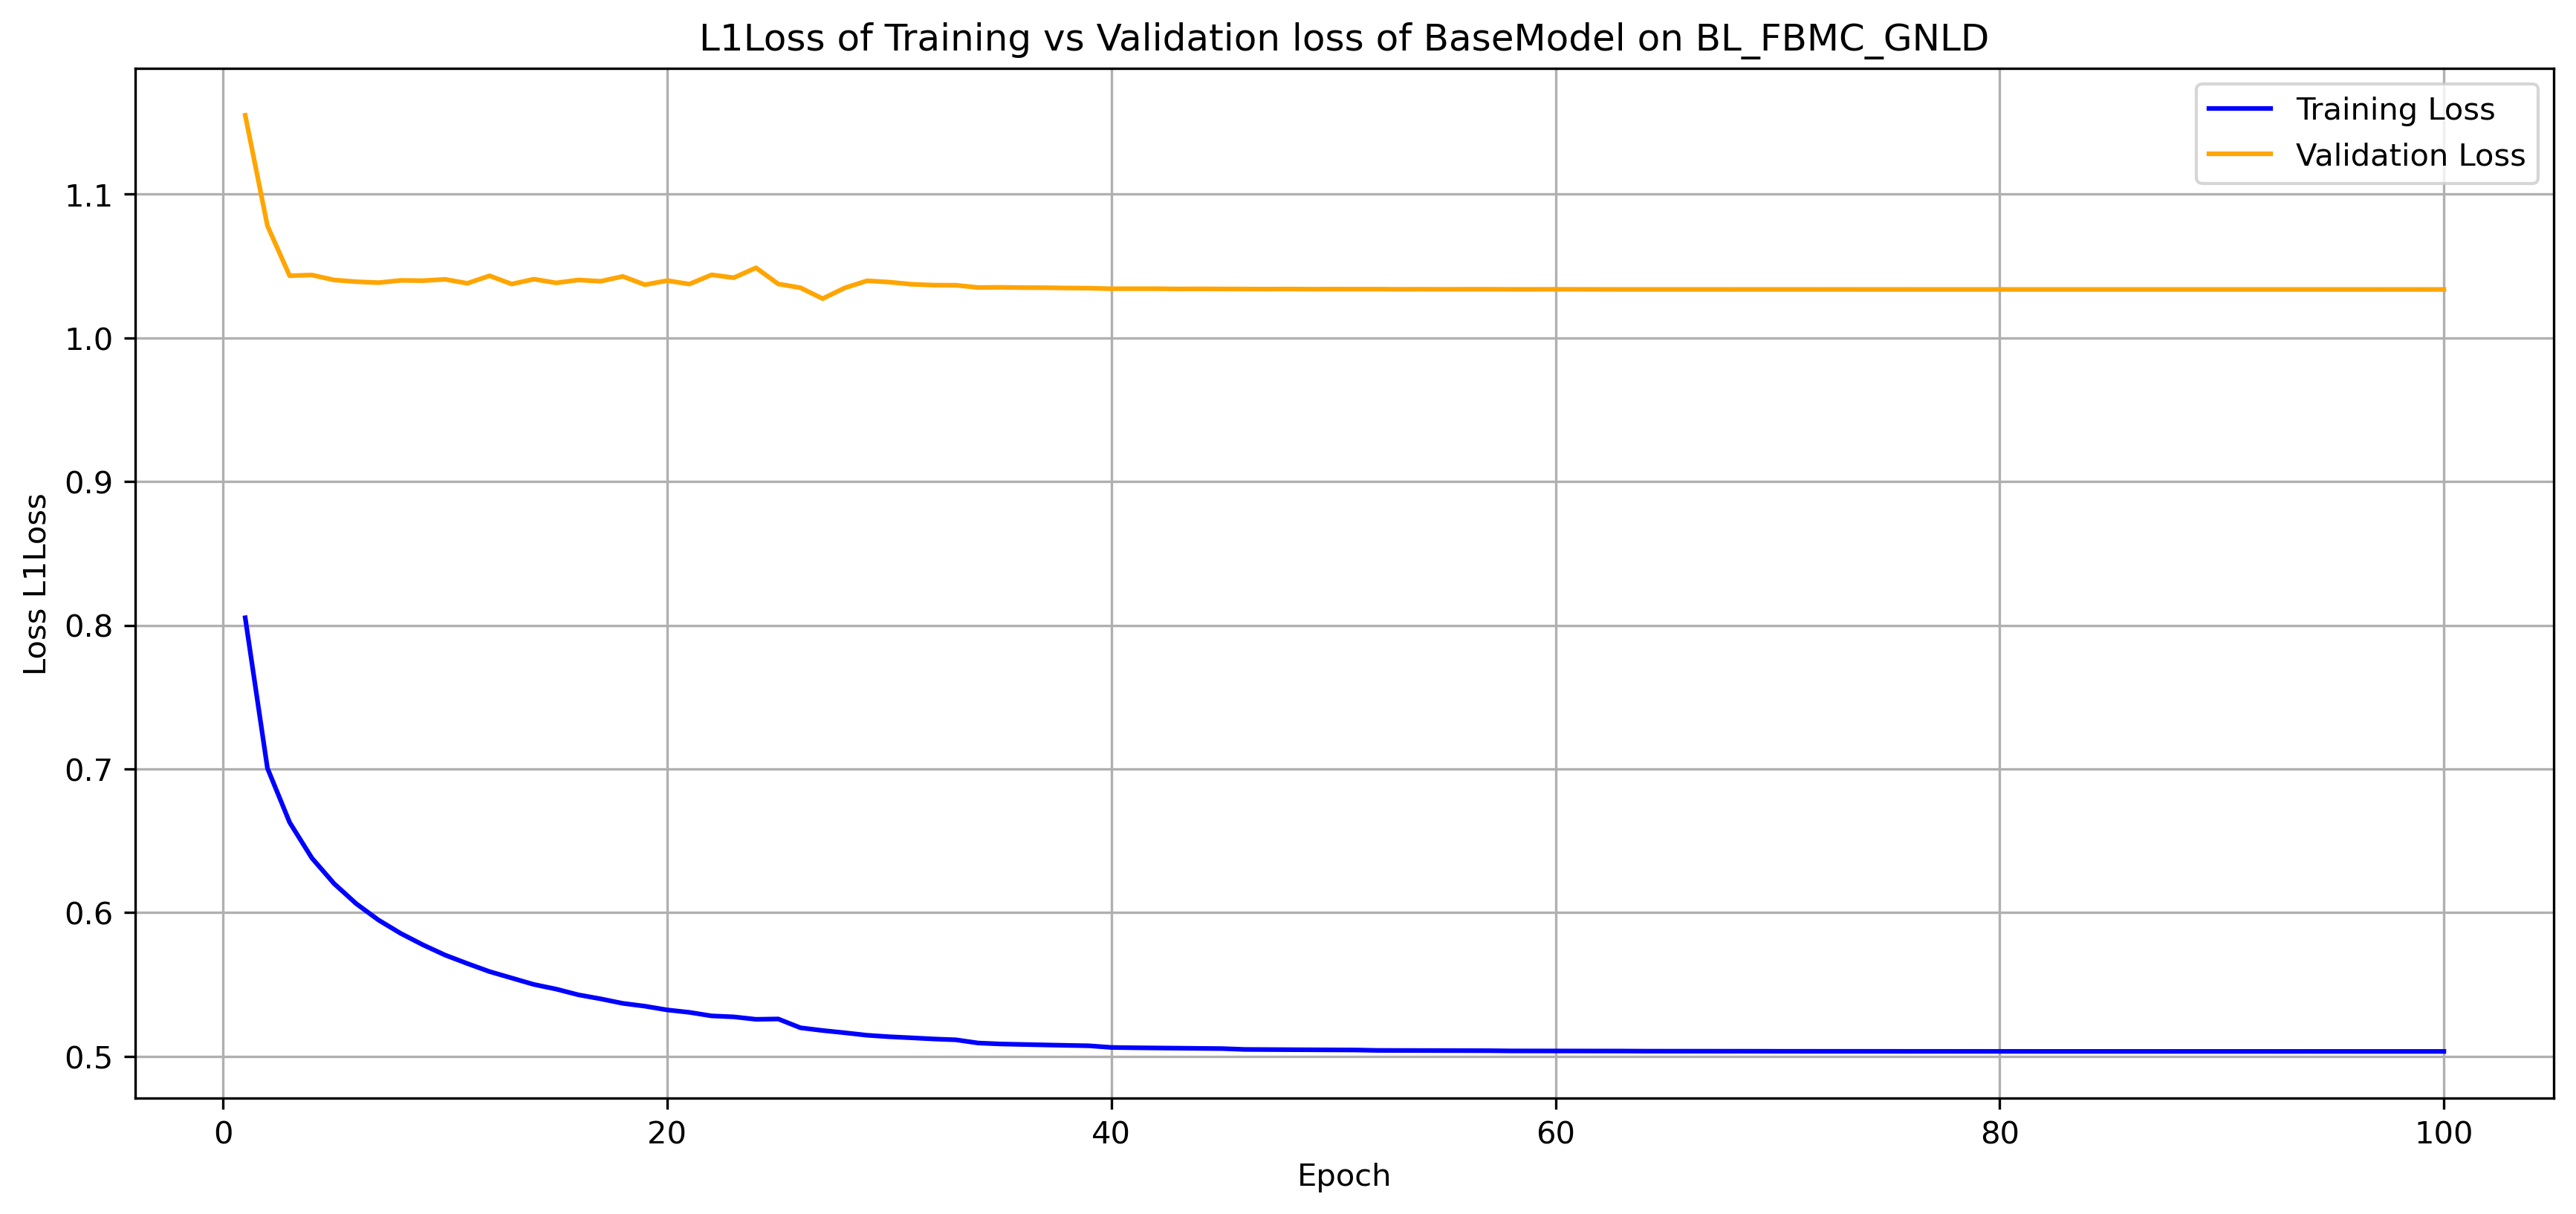 L1Loss of Training vs Validation loss of BaseModel on BL_FBMC_GNLD
Training Loss
Validation Loss
1.1
1.0
0.9
0.8
0.7
0.6
0.5
Loss L1Loss
0 20 40 60 80 100
Epoch